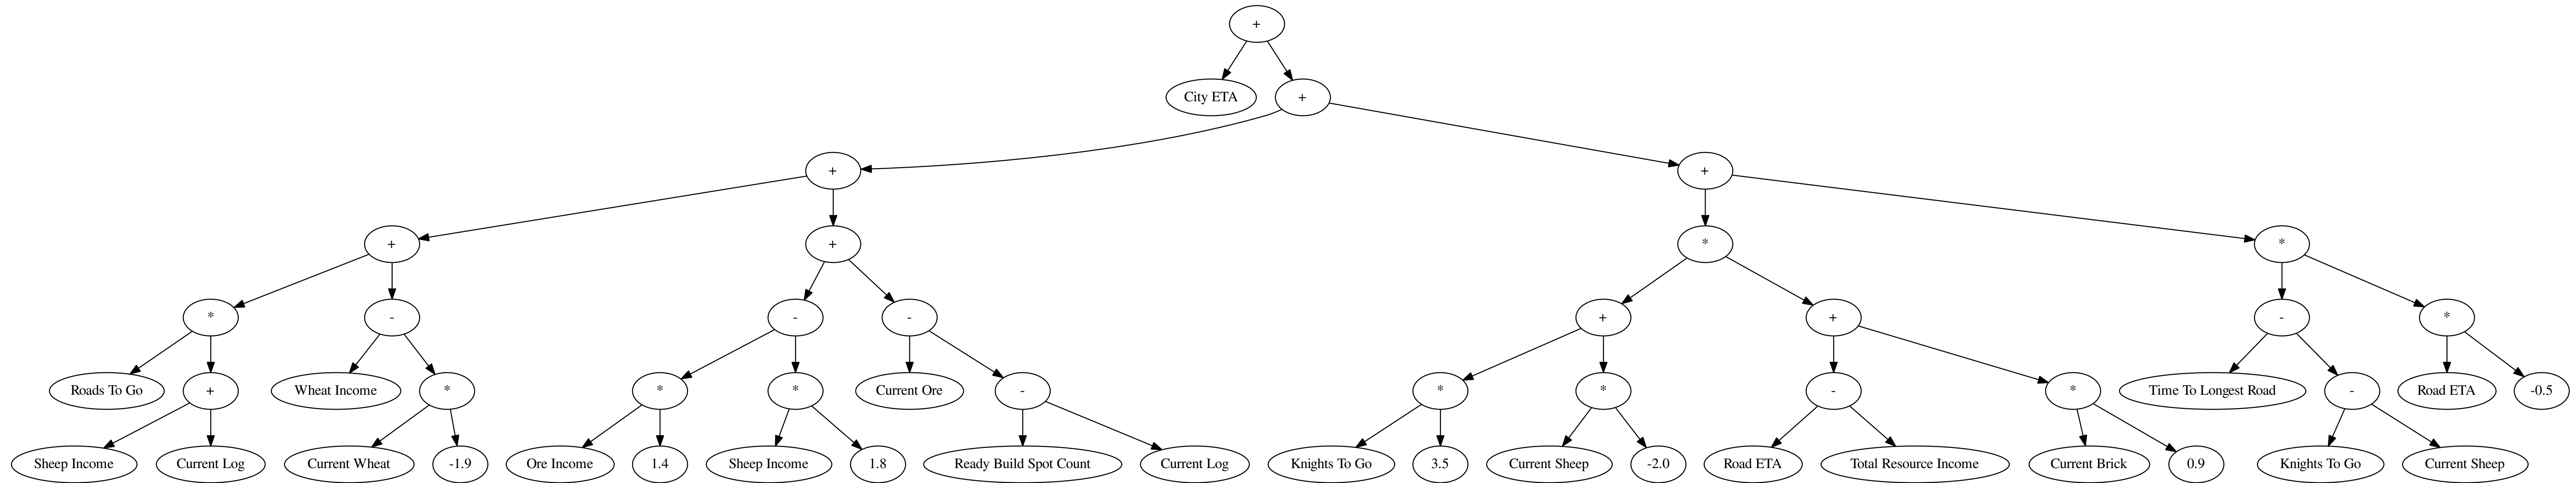 +
City ETA +
+ +
+ + * *
* - - - + + - *
Roads To Go + Wheat Income * * * Current Ore - * * - * Time To Longest Road - Road ETA -0.5
Sheep Income Current Log Current Wheat -1.9 Ore Income 1.4 Sheep Income 1.8 Ready Build Spot Count Current Log Knights To Go 3.5 Current Sheep -2.0 Road ETA Total Resource Income Current Brick 0.9 Knights To Go Current Sheep